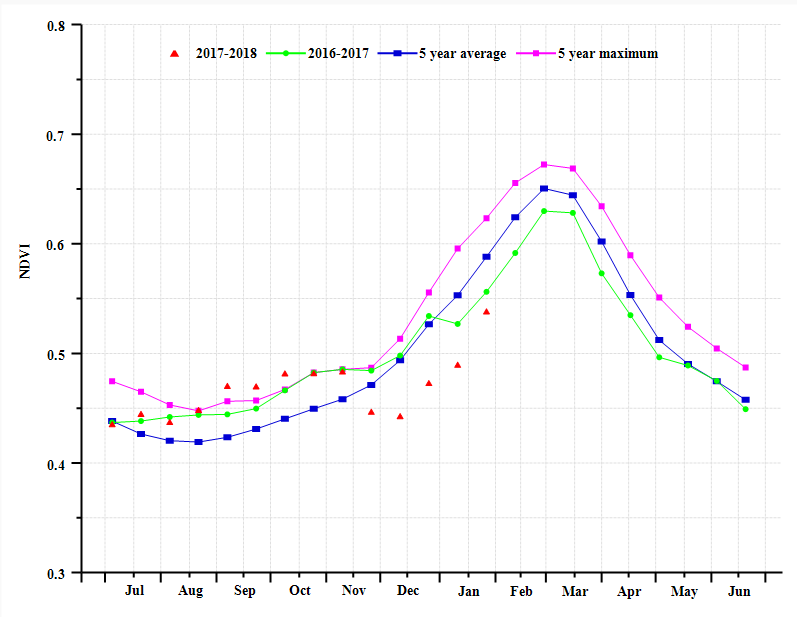 0.8
2017-2018 2016-2017 5 year average 5 year maximum
0.7
0.6
NDVI
0.5
0.4
0.3
Jul Aug Sep Oct Nov Dec Jan Feb Mar Apr May Jun